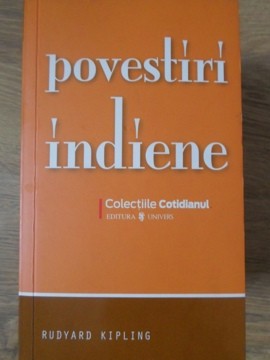 povestiri
indiene
Colecțiile Cotidianul
EDITURA UNIVERS
RUDYARD KIPLING